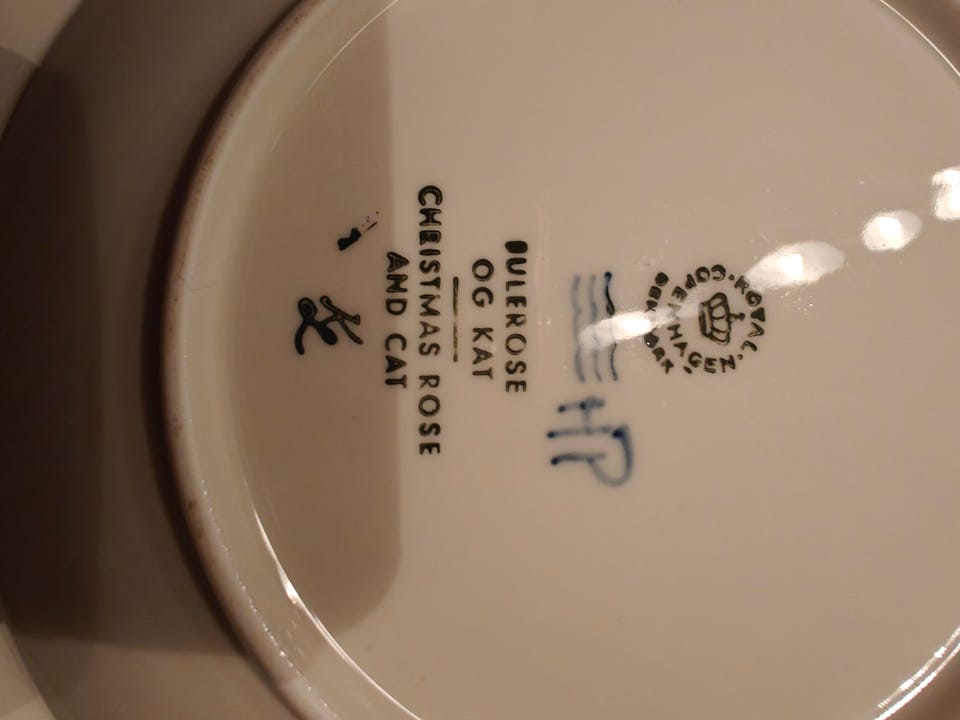 ROYAL
COPENHAGEN
DENMARK
HP
JULEROSE
OG KAT
CHRISTMAS ROSE
AND CAT